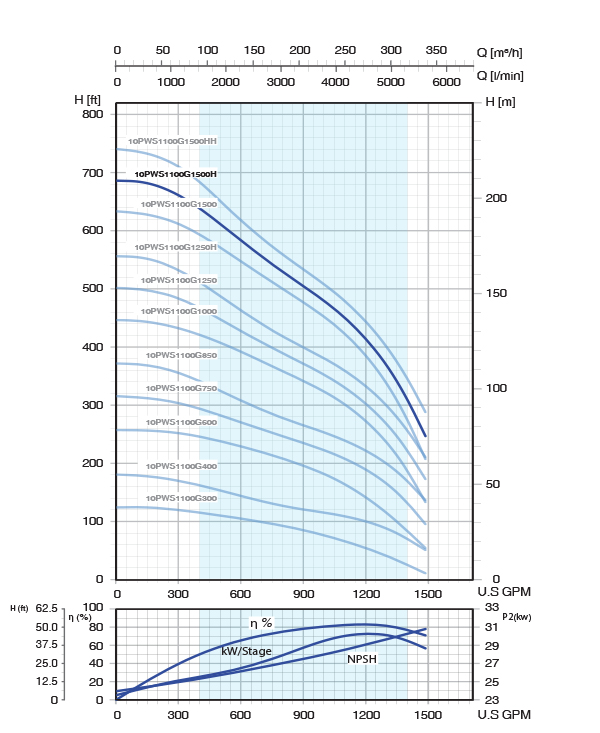 0 50 100 150 200 250 300 350 Q [m³/h]
0 1000 2000 3000 4000 5000 6000 Q [l/min]
H [ft] H [m]
800
10PWS1100G1500HH
700
10PWS1100G1500H
200
10PWS1100G1500
600
10PWS1100G1250H
150
10PWS1100G1250
500
10PWS1100G1000
400
10PWS1100G850
100
10PWS1100G750
300
10PWS1100G600
200
50
10PWS1100G400
10PWS1100G300
100
0 0
0 300 600 900 1200 1500 U.S GPM
H (ft) 62.5 η (%) 100 33 P2(kw)
50.0 80 η % 31
37.5 60 kW/Stage 29
25.0 40 NPSH 27
12.5 20 25
0 0 23
0 300 600 900 1200 1500 U.S GPM